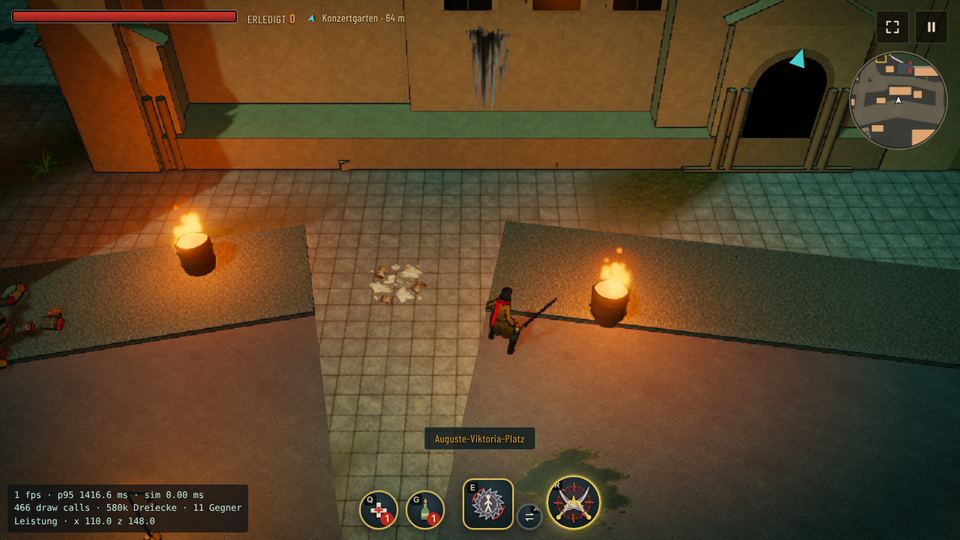 ERLEDIGT 0
Konzertgarten · 64 m
Auguste-Viktoria-Platz
1 fps · p95 1416.6 ms · sim 0.00 ms
466 draw calls · 580k Dreiecke · 11 Gegner
Leistung · x 110.0 z 148.0
Q
1
G
1
E
R